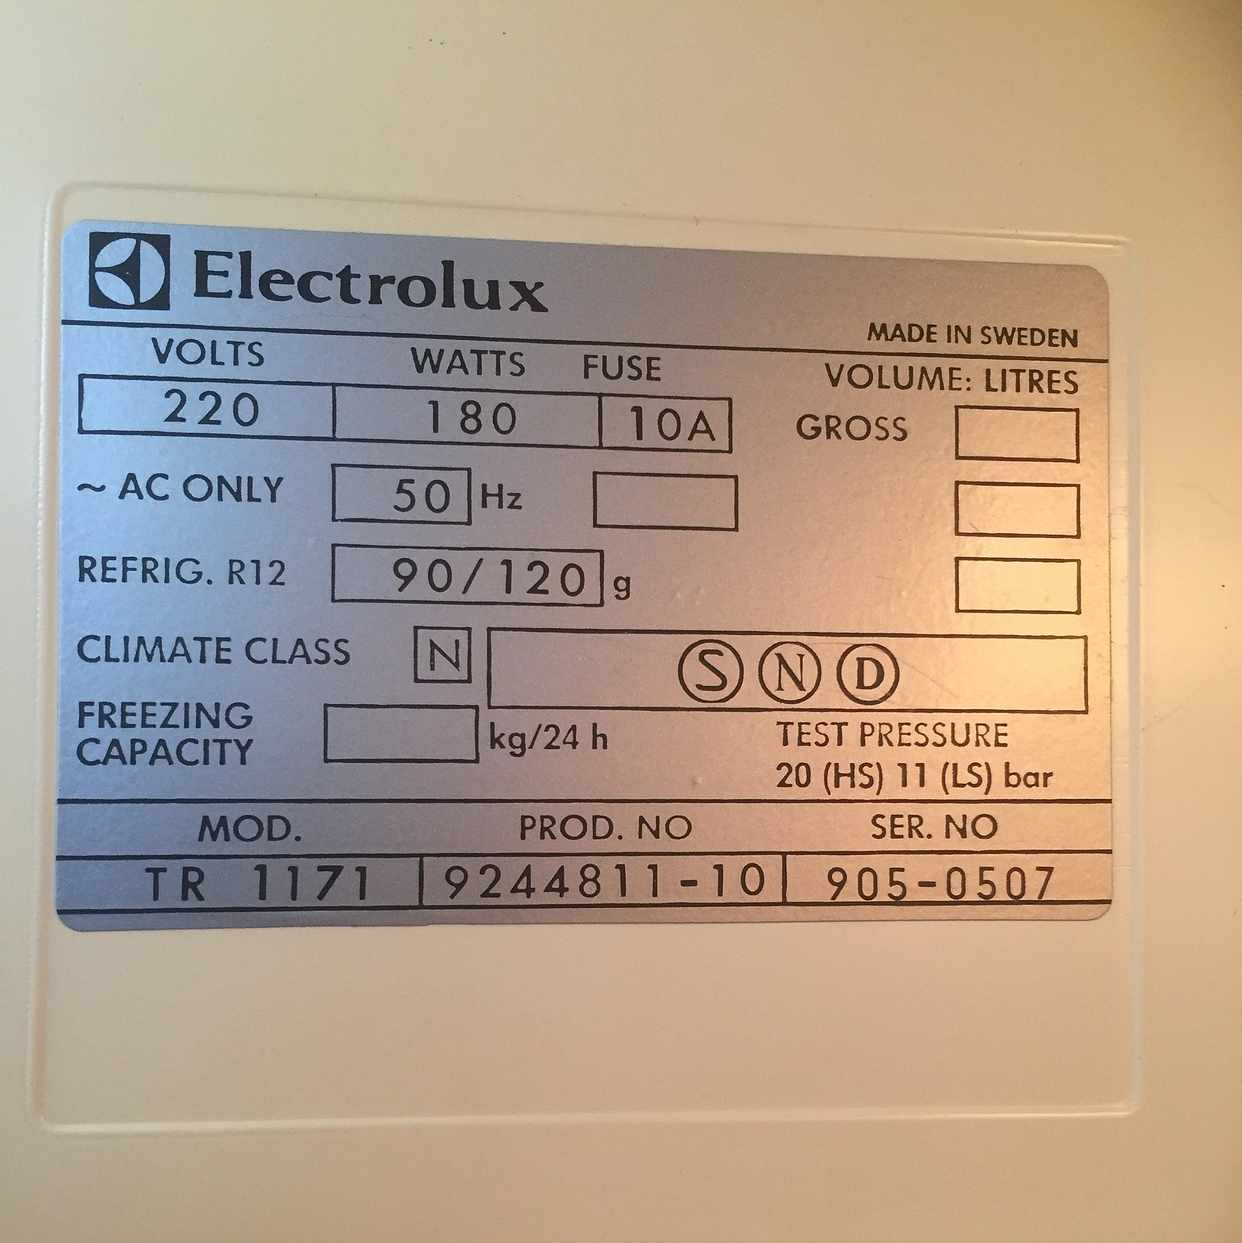 Electrolux
MADE IN SWEDEN
VOLTS WATTS FUSE VOLUME: LITRES
220 180 10A GROSS
~ AC ONLY 50 Hz
REFRIG. R12 90/120 g
CLIMATE CLASS N S N D
FREEZING CAPACITY kg/24 h
TEST PRESSURE
20 (HS) 11 (LS) bar
MOD. PROD. NO SER. NO
TR 1171 9244811-10 905-0507